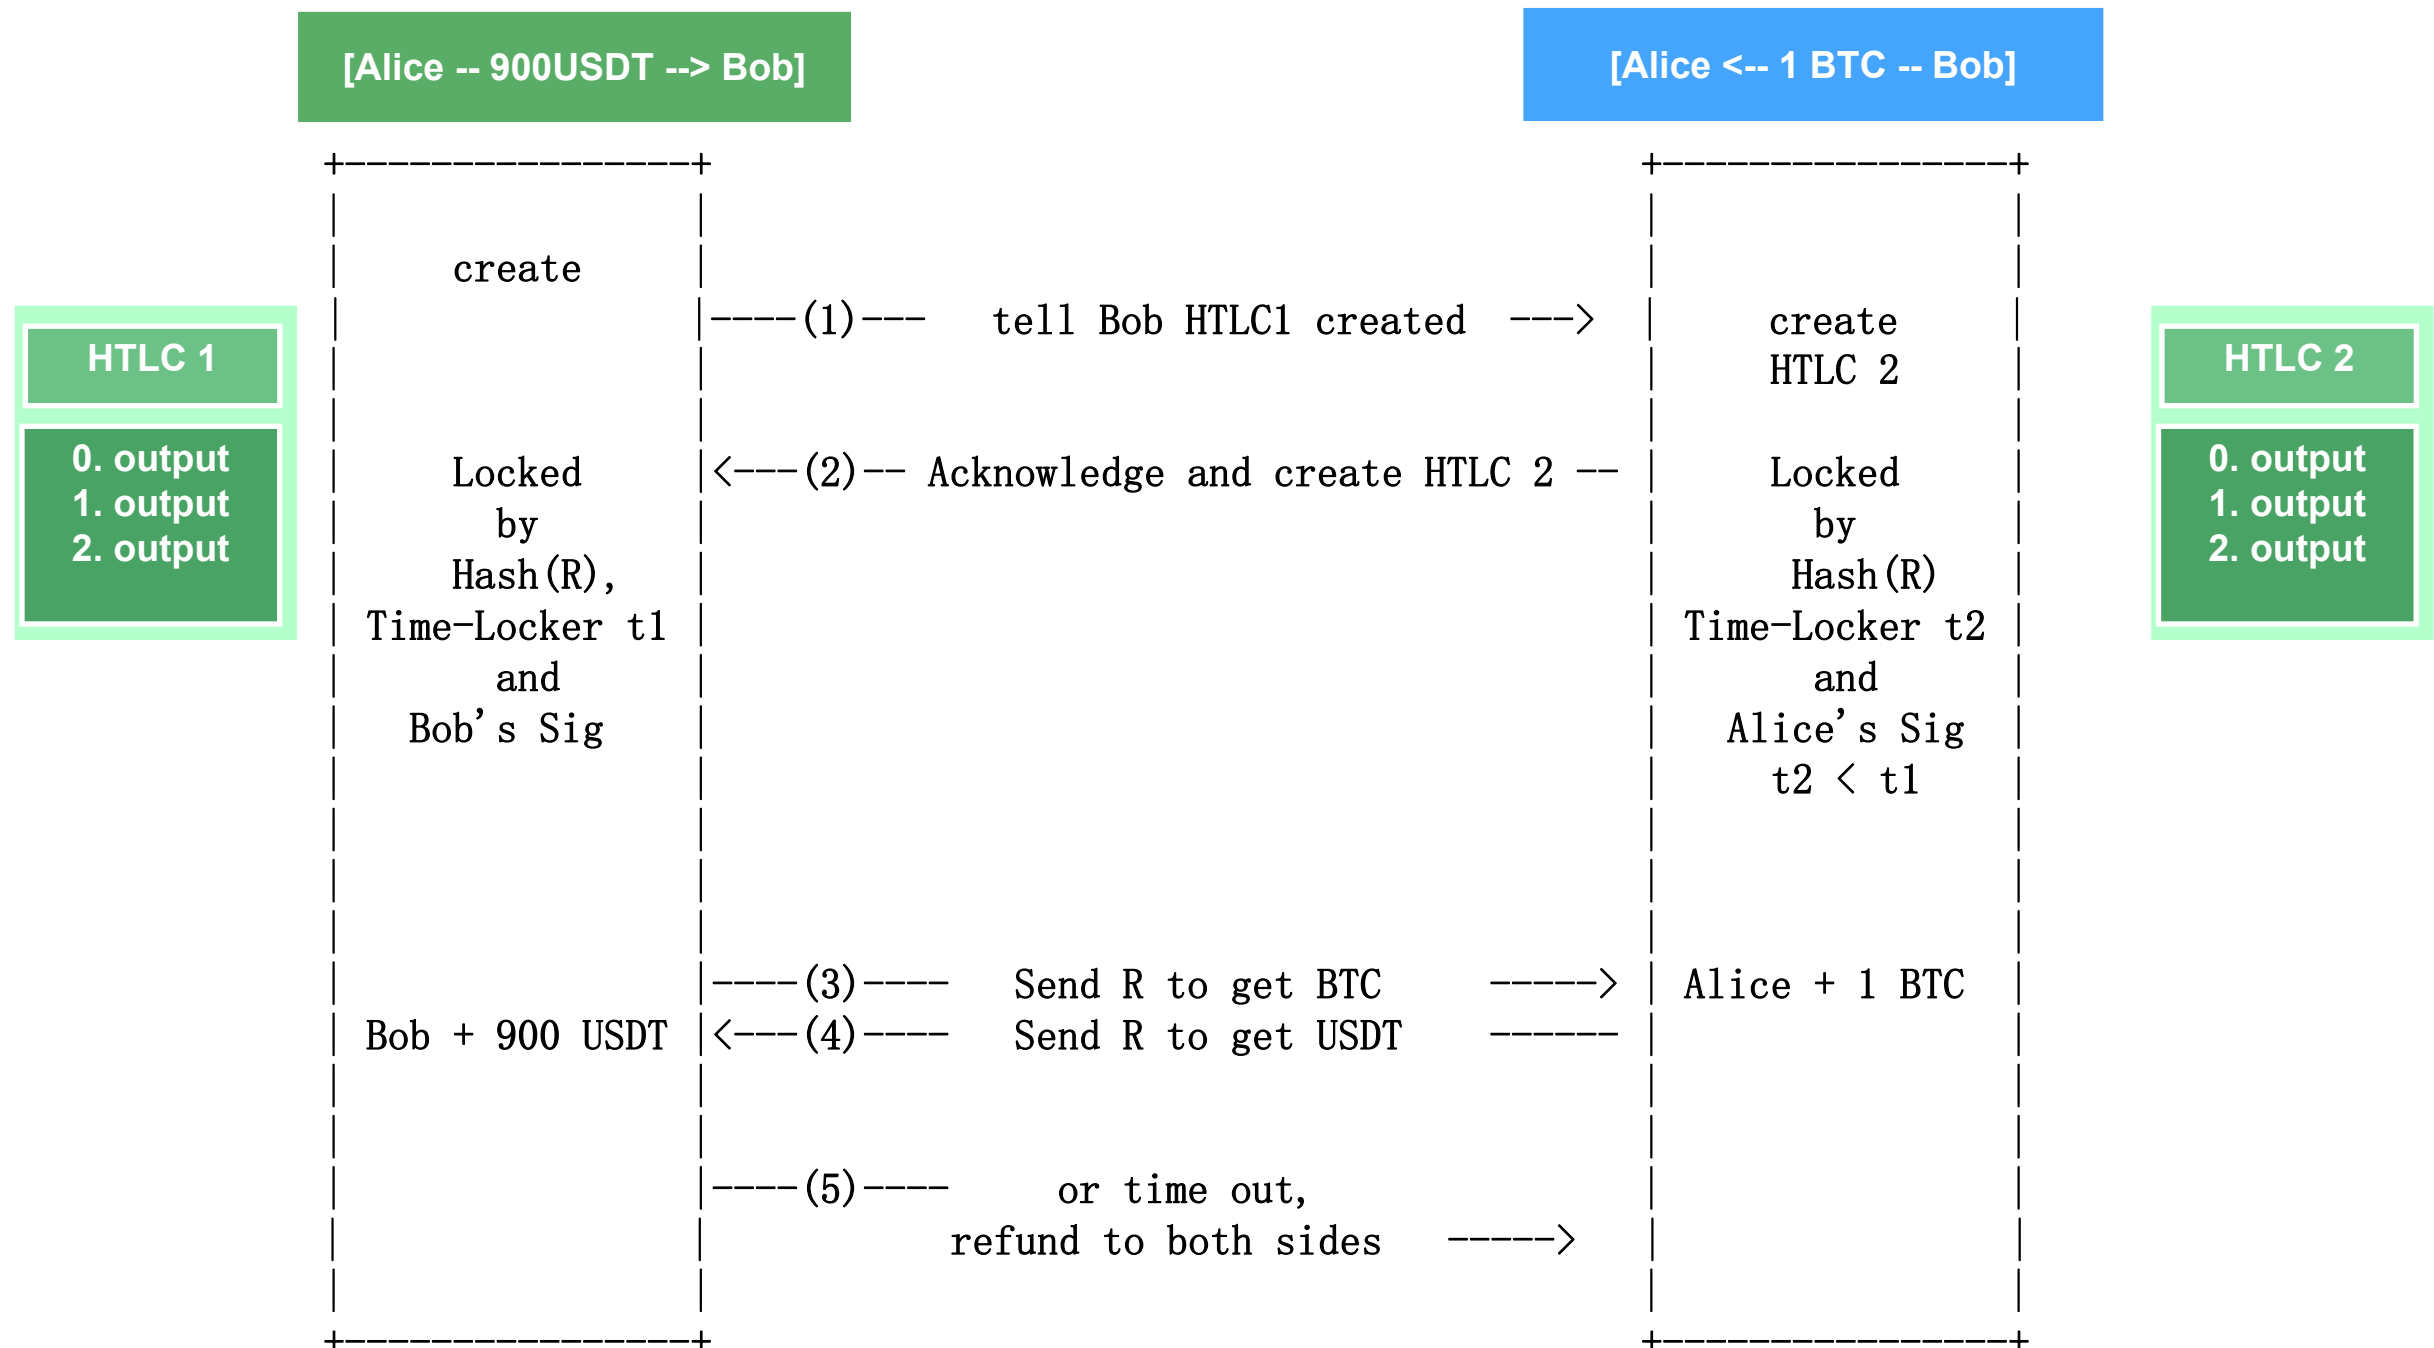 [Alice -- 900USDT --> Bob]
[Alice <-- 1 BTC -- Bob]
create
----(1)--- tell Bob HTLC1 created --->
create
HTLC 2
HTLC 1
0. output
1. output
2. output
HTLC 2
0. output
1. output
2. output
<---(2)-- Acknowledge and create HTLC 2 --
Locked
by
Hash(R),
Time-Locker t1
and
Bob's Sig
Locked
by
Hash(R)
Time-Locker t2
and
Alice's Sig
t2 < t1
----(3)---- Send R to get BTC ----->
Alice + 1 BTC
Bob + 900 USDT
<---(4)---- Send R to get USDT ------
----(5)---- or time out,
refund to both sides ----->